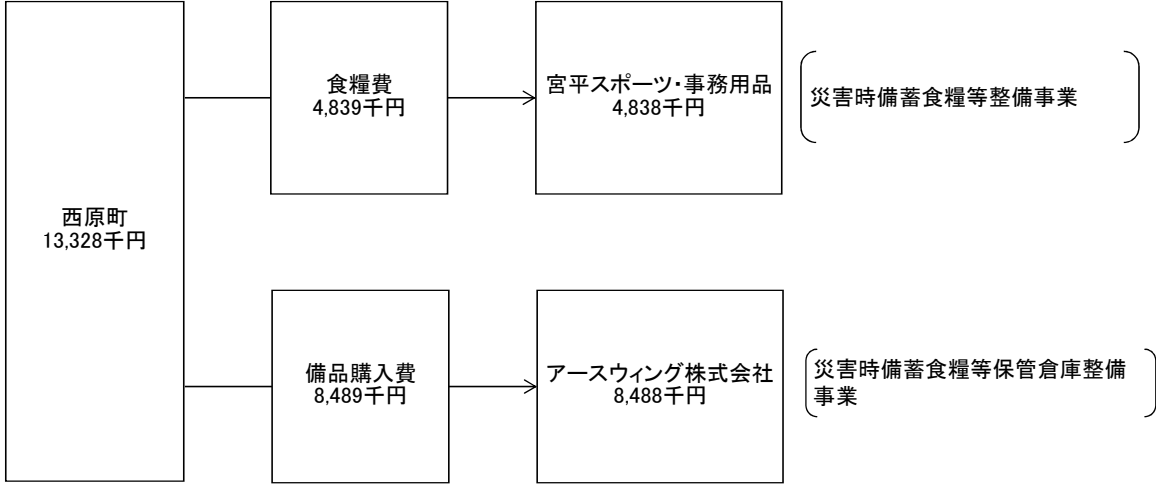 西原町
13,328千円
食糧費
4,839千円
宮平スポーツ・事務用品
4,838千円
災害時備蓄食糧等整備事業
備品購入費
8,489千円
アースウィング株式会社
8,488千円
災害時備蓄食糧等保管倉庫整備
事業